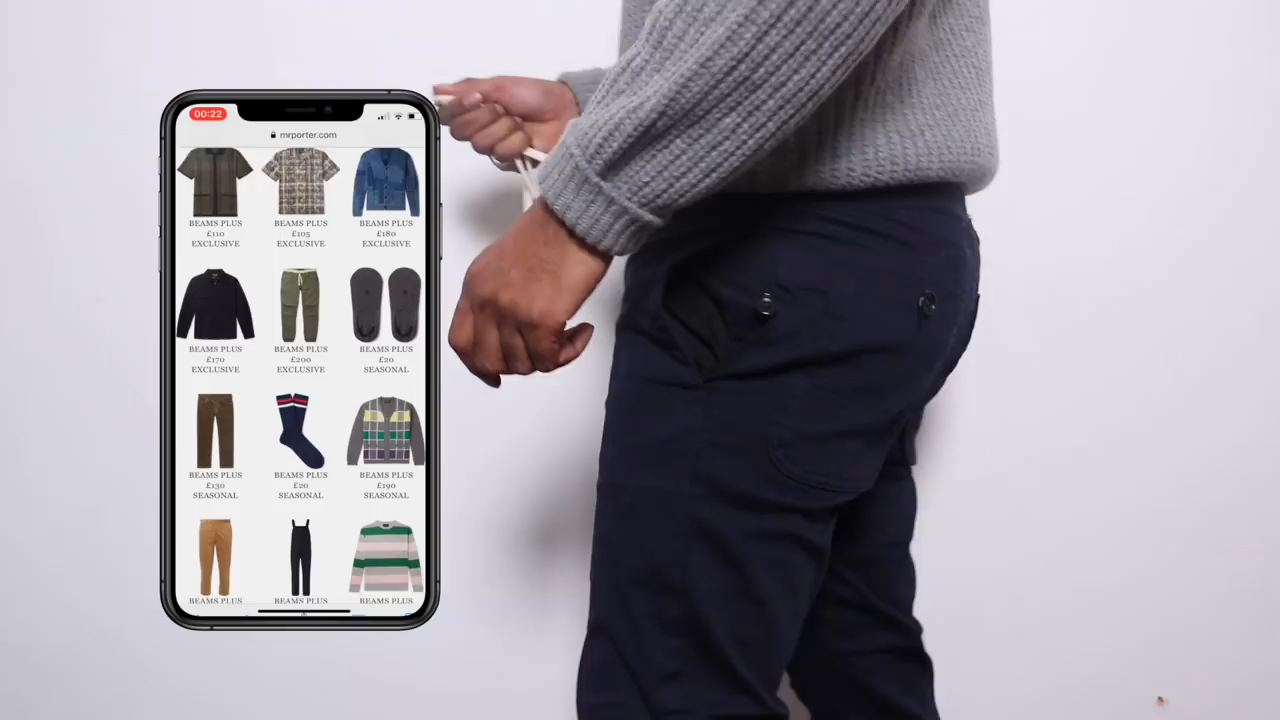 00:22
mrporter.com
BEAMS PLUS BEAMS PLUS BEAMS PLUS
£110 £105 £180
EXCLUSIVE EXCLUSIVE EXCLUSIVE
BEAMS PLUS BEAMS PLUS BEAMS PLUS
£170 £200 £20
EXCLUSIVE EXCLUSIVE SEASONAL
BEAMS PLUS BEAMS PLUS BEAMS PLUS
£130 £20 £190
SEASONAL SEASONAL SEASONAL
BEAMS PLUS BEAMS PLUS BEAMS PLUS